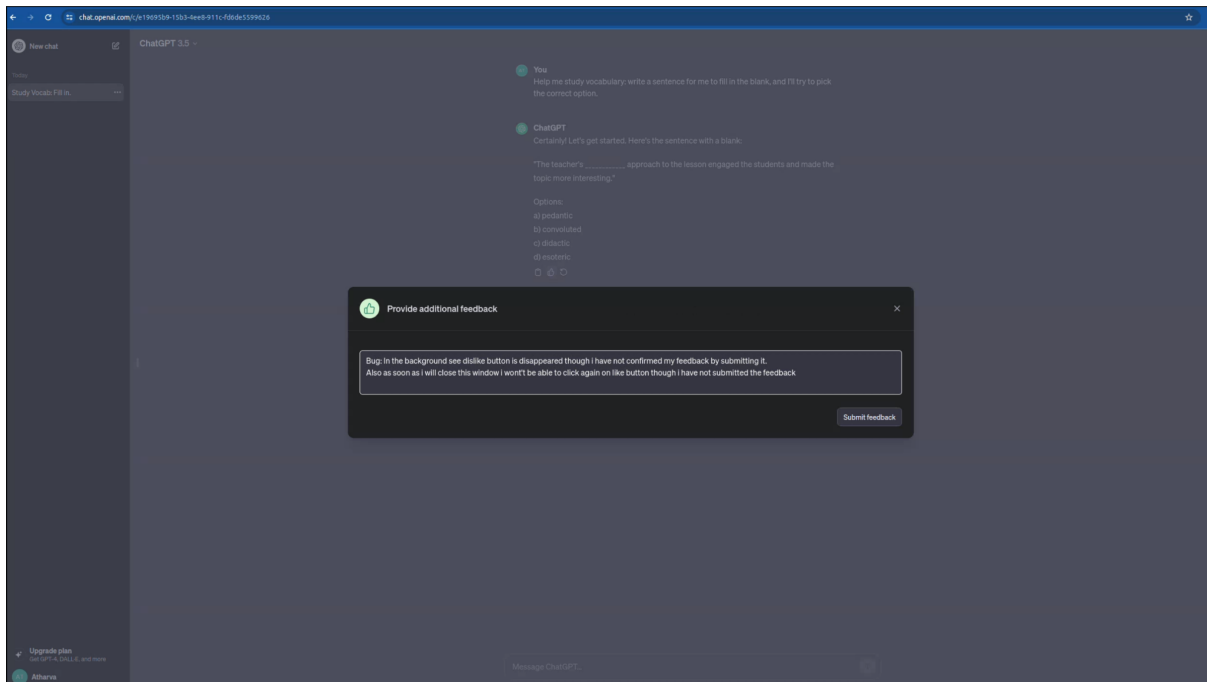 chat.openai.com/c/e19695b9-15b3-4ee6-911c-fd6de5599626
New chat
ChatGPT 3.5
Today
Study Vocab: Fill in.
You
Help me study vocabulary: write a sentence for me to fill in the blank, and I'll try to pick
the correct option.
ChatGPT
Certainly! Let's get started. Here's the sentence with a blank:
"The teacher's ________ approach to the lesson engaged the students and made the
topic more interesting."
Options:
a) pedantic
b) convoluted
c) didactic
d) esoteric
Provide additional feedback
Bug: In the background see dislike button is disappeared though i have not confirmed my feedback by submitting it.
Also as soon as i will close this window i wont't be able to click again on like button though i have not submitted the feedback
Submit feedback
Upgrade plan
Get GPT-4, DALL·E, and more
Message ChatGPT...
Atharva